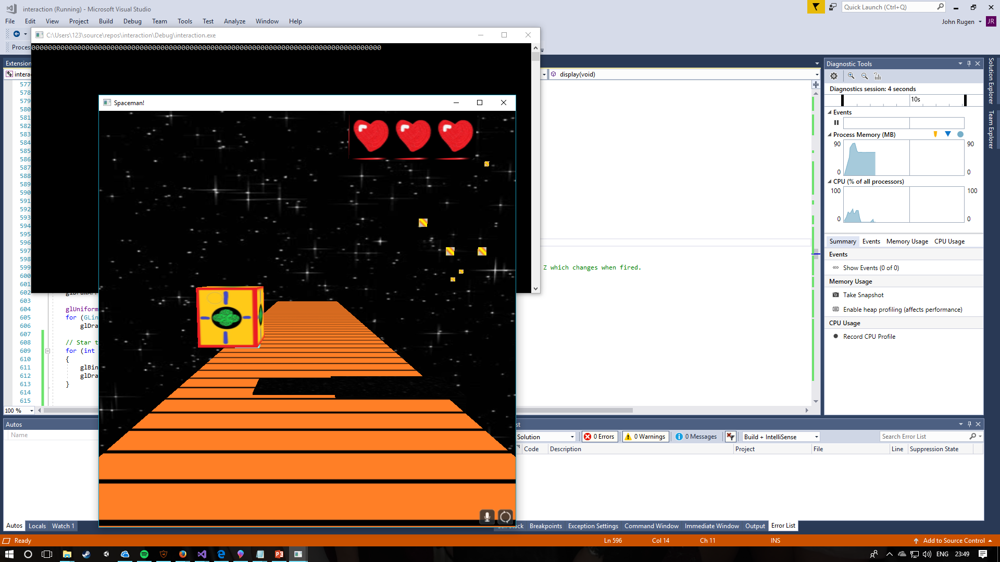 interaction (Running) - Microsoft Visual Studio
Quick Launch (Ctrl+Q)
File Edit View Project Build Debug Team Tools Test Analyze Window Help
John Rugen JR
C:\Users\123\source\repos\interaction\Debug\interaction.exe
Proces
Extension
interac
display(void)
Spaceman!
577
578
579
580
581
582
583
584
585
586
587
588
589
590
591
592
593
594
595
596
597
598
599 Z which changes when fired.
600
601
602 glDrawArr
603
604 glUniform
605 for (GLin
606 glDra
607
608 // Star t
609 for (int
610 {
611 glBin
612 glDra
613 }
614
615
100 %
Diagnostic Tools
Diagnostics session: 4 seconds
10s
Events
Process Memory (MB)
90 90
0 0
CPU (% of all processors)
100 100
0 0
Summary Events Memory Usage CPU Usage
Events
Show Events (0 of 0)
Memory Usage
Take Snapshot
Enable heap profiling (affects performance)
CPU Usage
Record CPU Profile
Solution Explorer
Team Explorer
Autos
Name
Autos Locals Watch 1
st
Solution 0 Errors 0 Warnings 0 Messages Build + IntelliSense Search Error List
Code Description Project File Line Suppression State
Breakpoints Exception Settings Command Window Immediate Window Output Error List
Ready Ln 596 Col 14 Ch 11 INS Add to Source Control
ENG 23:49